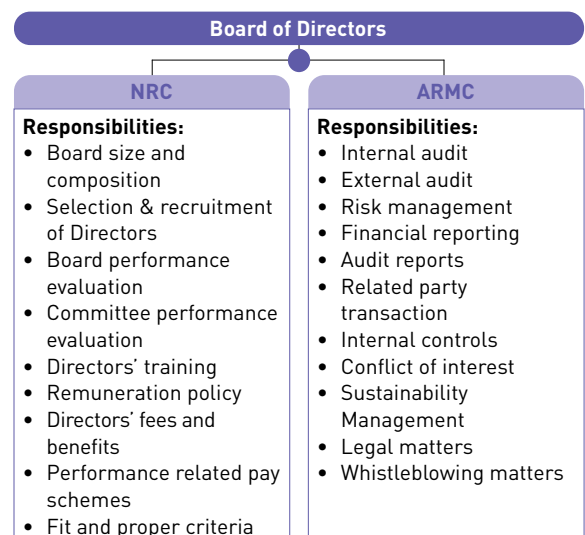 Board of Directors
NRC
Responsibilities:
• Board size and
composition
• Selection & recruitment
of Directors
• Board performance
evaluation
• Committee performance
evaluation
• Directors' training
• Remuneration policy
• Directors' fees and
benefits
• Performance related pay
schemes
• Fit and proper criteria
ARMC
Responsibilities:
• Internal audit
• External audit
• Risk management
• Financial reporting
• Audit reports
• Related party
transaction
• Internal controls
• Conflict of interest
• Sustainability
Management
• Legal matters
• Whistleblowing matters